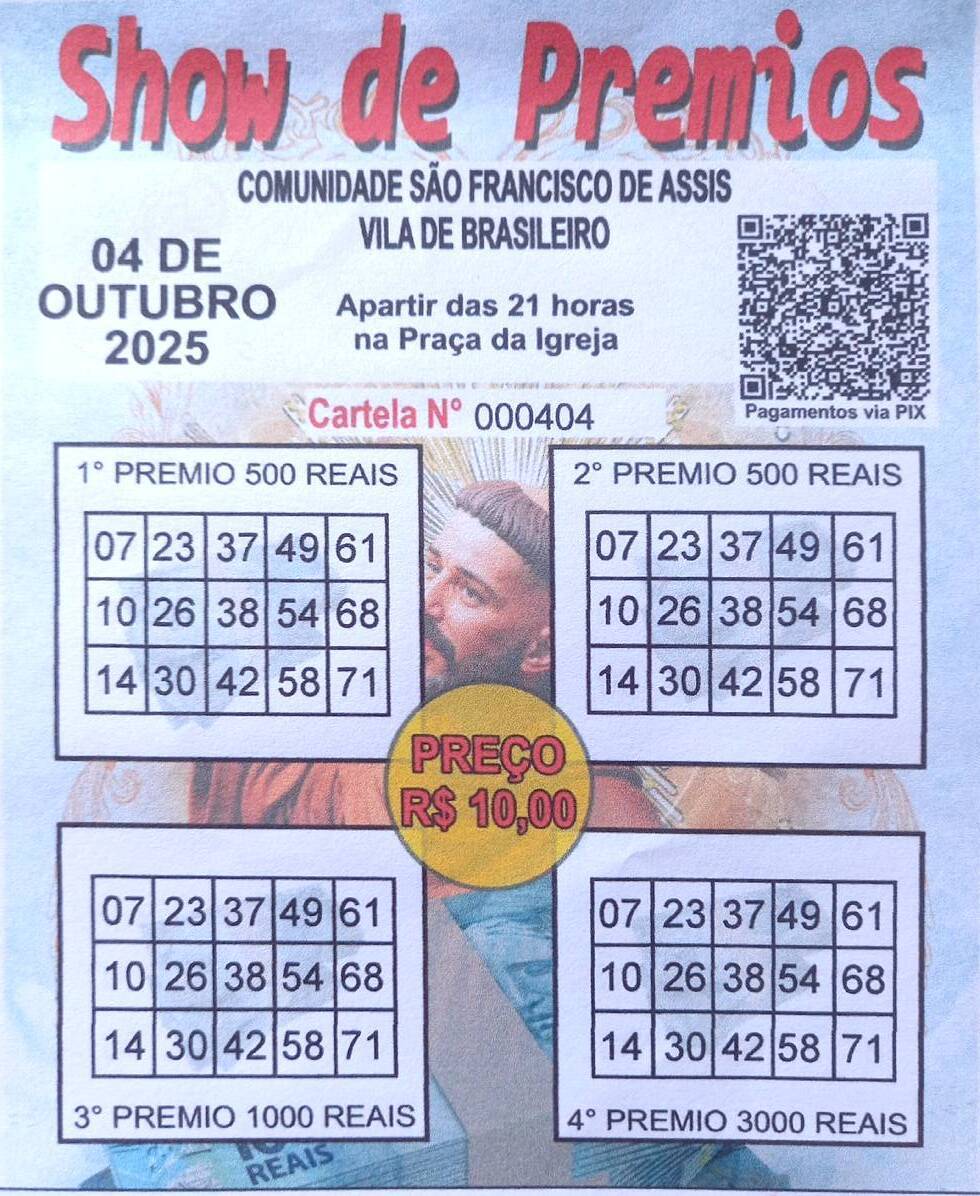 Show de Premios
COMUNIDADE SÃO FRANCISCO DE ASSIS
VILA DE BRASILEIRO
04 DE
OUTUBRO
2025
Apartir das 21 horas
na Praça da Igreja
Pagamentos via PIX
Cartela Nº 000404
1° PREMIO 500 REAIS
07 23 37 49 61
10 26 38 54 68
14 30 42 58 71
2° PREMIO 500 REAIS
07 23 37 49 61
10 26 38 54 68
14 30 42 58 71
PREÇO
R$ 10,00
07 23 37 49 61
10 26 38 54 68
14 30 42 58 71
3° PREMIO 1000 REAIS
07 23 37 49 61
10 26 38 54 68
14 30 42 58 71
4° PREMIO 3000 REAIS
REAIS